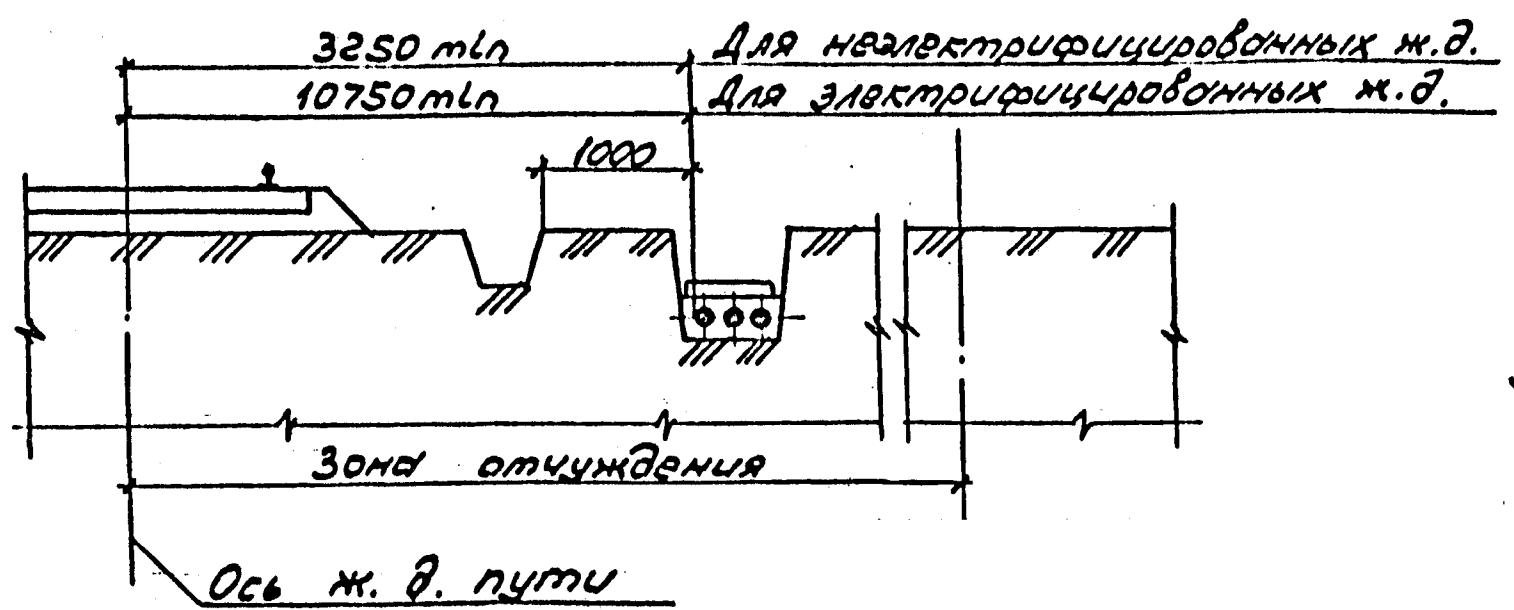 3250 min Для неэлектрифицированных ж.д.
10750 min Для электрифицированных ж.д.
1000
Зона отчуждения
Ось ж. д. пути